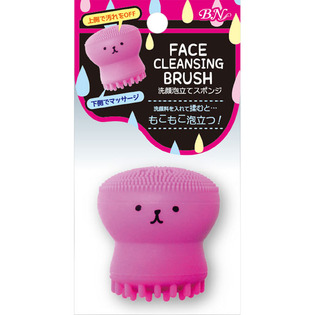 B.N
上側で汚れをOFF
FACE
CLEANSING
BRUSH
洗顔泡立てスポンジ
下側でマッサージ
洗顔料を入れて揉むと…
もこもこ泡立つ！